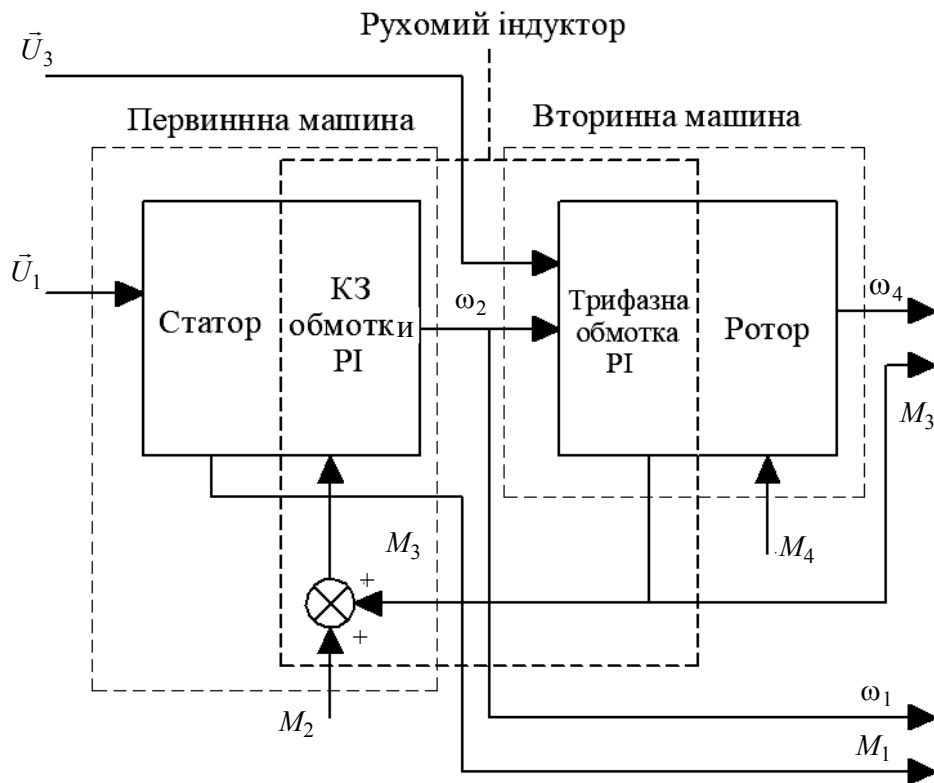 Рухомий індуктор
U⃗3
Первиннна машина
Вторинна машина
U⃗1
Статор
КЗ
обмотки
РІ
ω2
Трифазна
обмотка
РІ
Ротор
ω4
M3
M3
M4
+
+
M2
ω1
M1